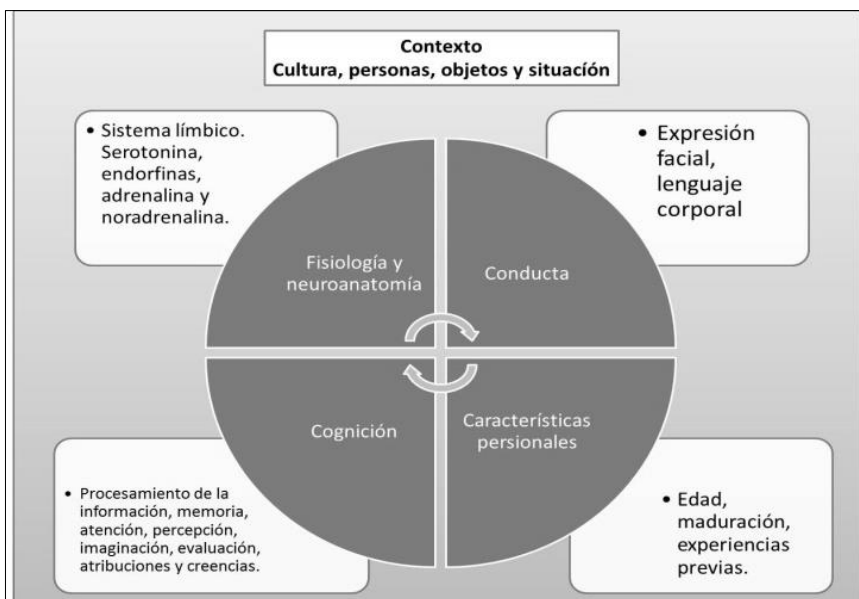 Contexto
Cultura, personas, objetos y situación
• Sistema límbico.
Serotonina,
endorfinas,
adrenalina y
noradrenalina.
• Expresión
facial,
lenguaje
corporal
Fisiología y
neuroanatomía
Conducta
Cognición
Características
persionales
• Procesamiento de la
información, memoria,
atención, percepción,
imaginación, evaluación,
atribuciones y creencias.
• Edad,
maduración,
experiencias
previas.